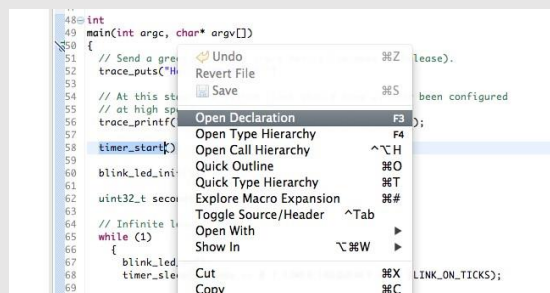 48 int
49 main(int argc, char* argv[])
50 {
51 // Send a gre lease).
52 trace_puts("H
53
54 // At this st been configured
55 // at high sp
56 trace_printf( );
57
58 timer_start()
59
60 blink_led_ini
61
62 uint32_t seco
63
64 // Infinite l
65 while (1)
66 {
67 blink_led_
68 timer_sle LINK_ON_TICKS);
69
Undo ⌘Z
Revert File
Save ⌘S
Open Declaration F3
Open Type Hierarchy F4
Open Call Hierarchy ^⌥H
Quick Outline ⌘O
Quick Type Hierarchy ⌘T
Explore Macro Expansion ⌘#
Toggle Source/Header ^Tab
Open With
Show In ⌥⌘W
Cut ⌘X
Copy ⌘C